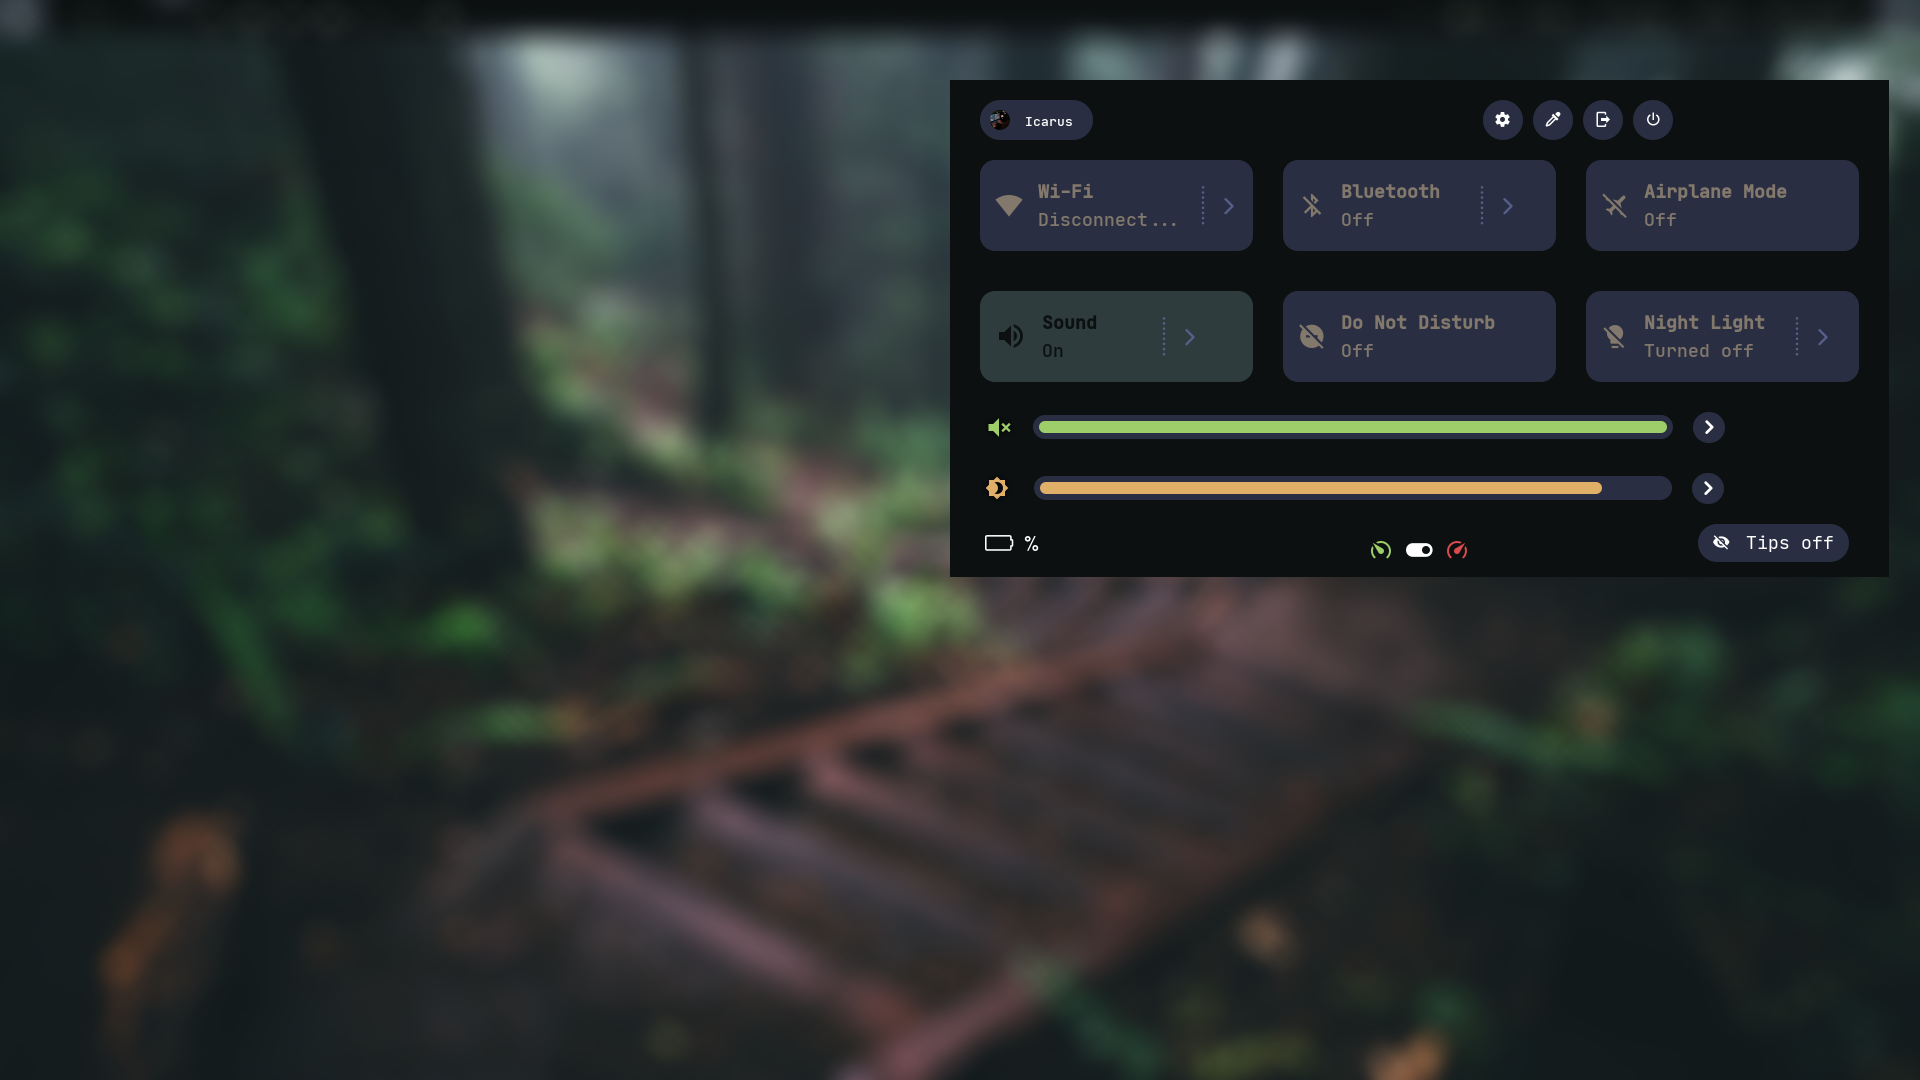 Icarus
Wi-Fi
Disconnect...
Bluetooth
Off
Airplane Mode
Off
Sound
On
Do Not Disturb
Off
Night Light
Turned off
%
Tips off